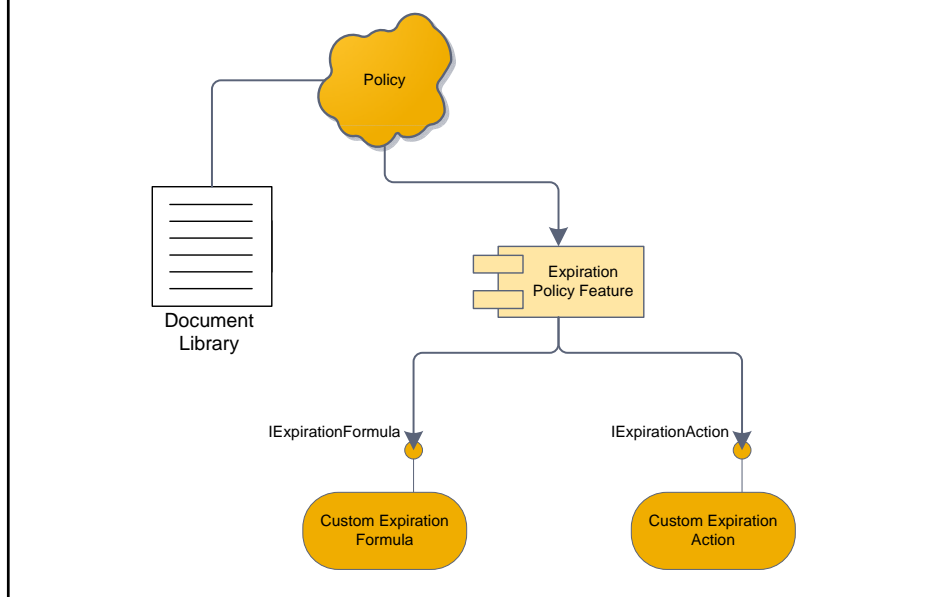 Policy
Expiration
Policy Feature
Document
Library
IExpirationFormula
IExpirationAction
Custom Expiration
Formula
Custom Expiration
Action